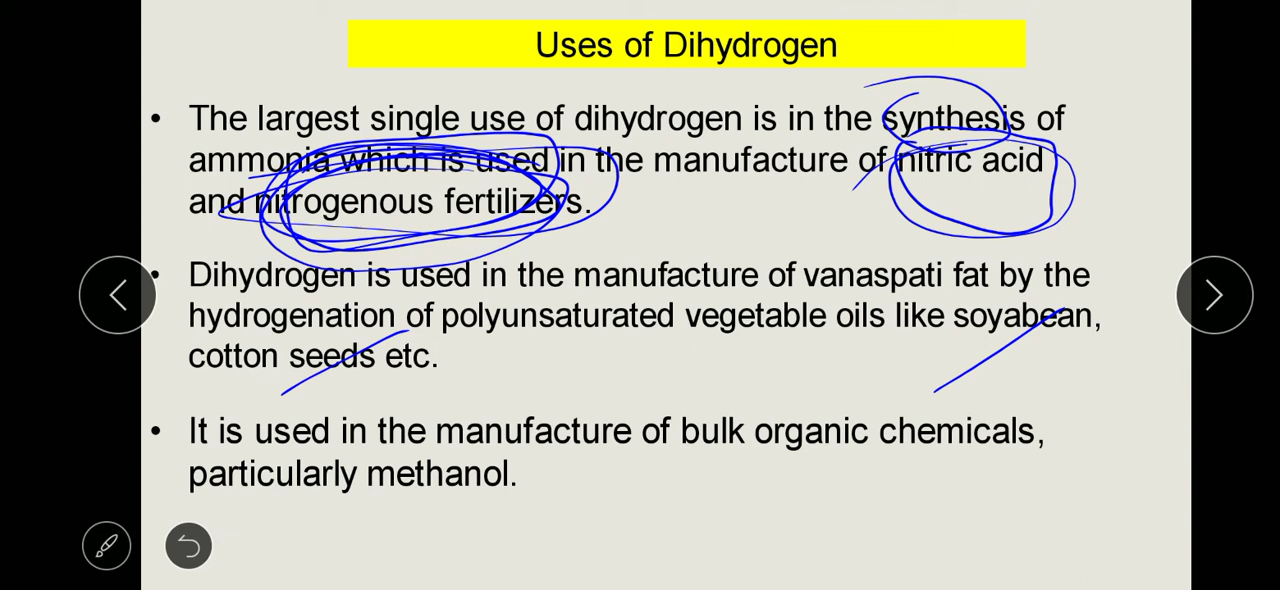 Uses of Dihydrogen
• The largest single use of dihydrogen is in the synthesis of
ammonia which is used in the manufacture of nitric acid
and nitrogenous fertilizers.
• Dihydrogen is used in the manufacture of vanaspati fat by the
hydrogenation of polyunsaturated vegetable oils like soyabean,
cotton seeds etc.
• It is used in the manufacture of bulk organic chemicals,
particularly methanol.